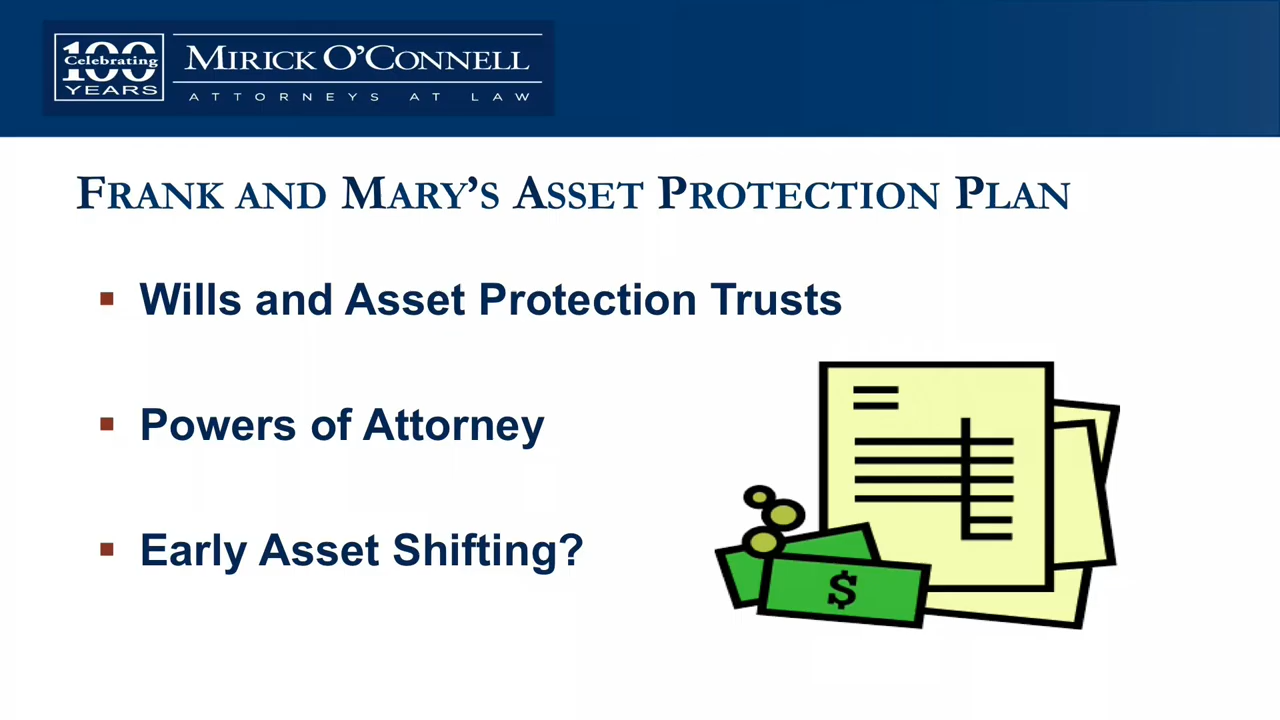 100
Celebrating
YEARS
MIRICK O'CONNELL
ATTORNEYS AT LAW
FRANK AND MARY'S ASSET PROTECTION PLAN
Wills and Asset Protection Trusts
Powers of Attorney
Early Asset Shifting?
$